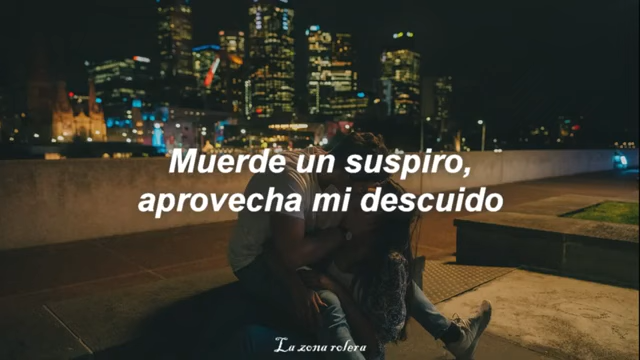 Muerde un suspiro,
aprovecha mi descuido
La zona rolera